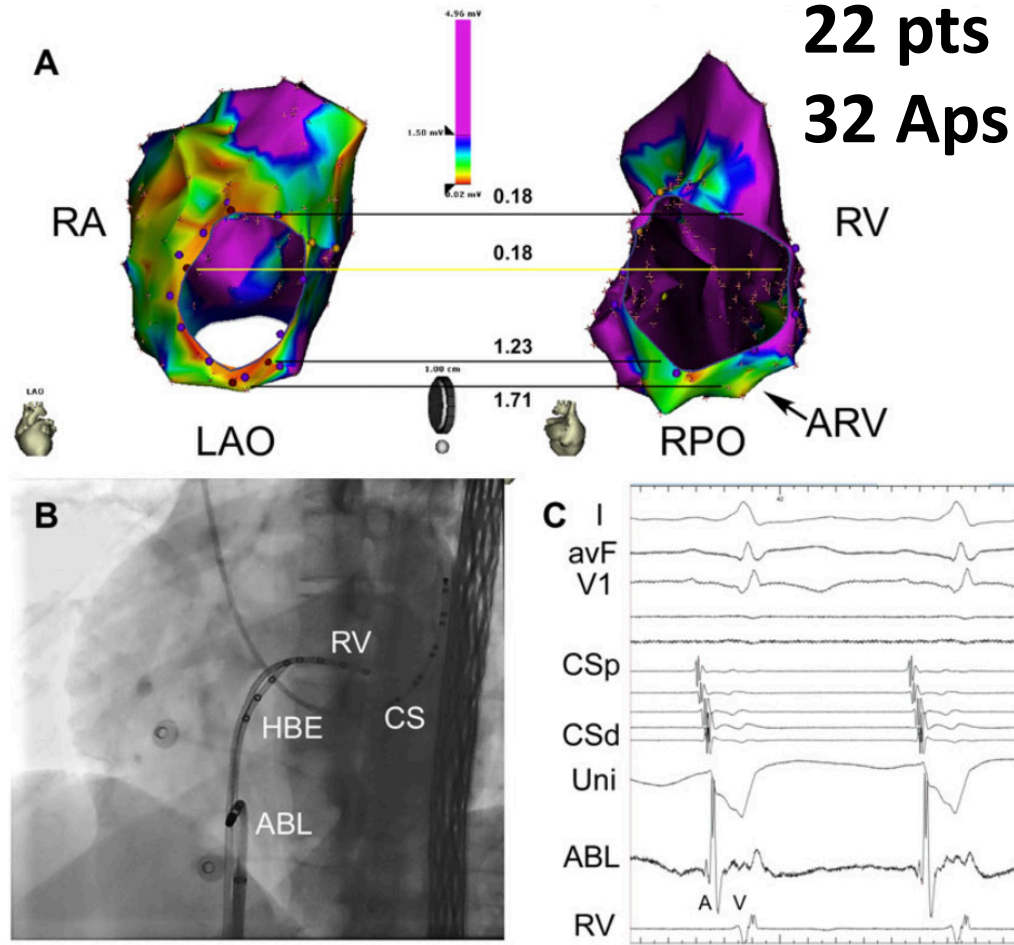 22 pts
32 Aps
A
4.96 mV
1.50 mV
0.02 mV
RA
RV
0.18
0.18
1.23
1.00 cm
1.71
LAO
LAO
RPO
ARV
B
RV
HBE
CS
ABL
C
I
avF
V1
CSp
CSd
Uni
ABL
A V
RV